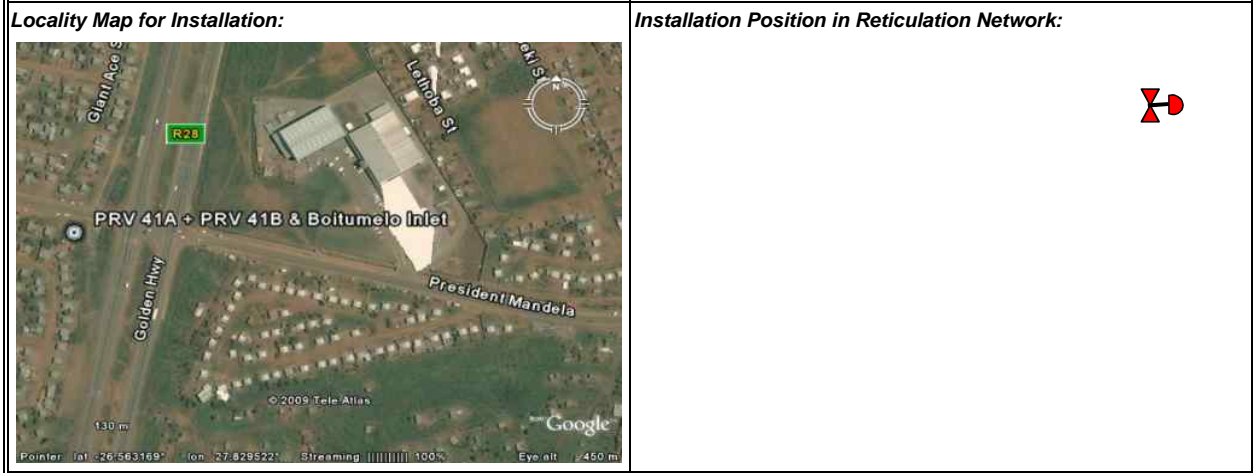 Locality Map for Installation:
Installation Position in Reticulation Network:
Giant Ace S
Lethoba St
eki St
N
R28
PRV 41A + PRV 41B & Boitumelo Inlet
Golden Hwy
President Mandela
© 2009 Tele Atlas
130 m
Google
Pointer lat -26.563169° lon 27.829522° Streaming ||||||||| 100% Eye alt 450 m